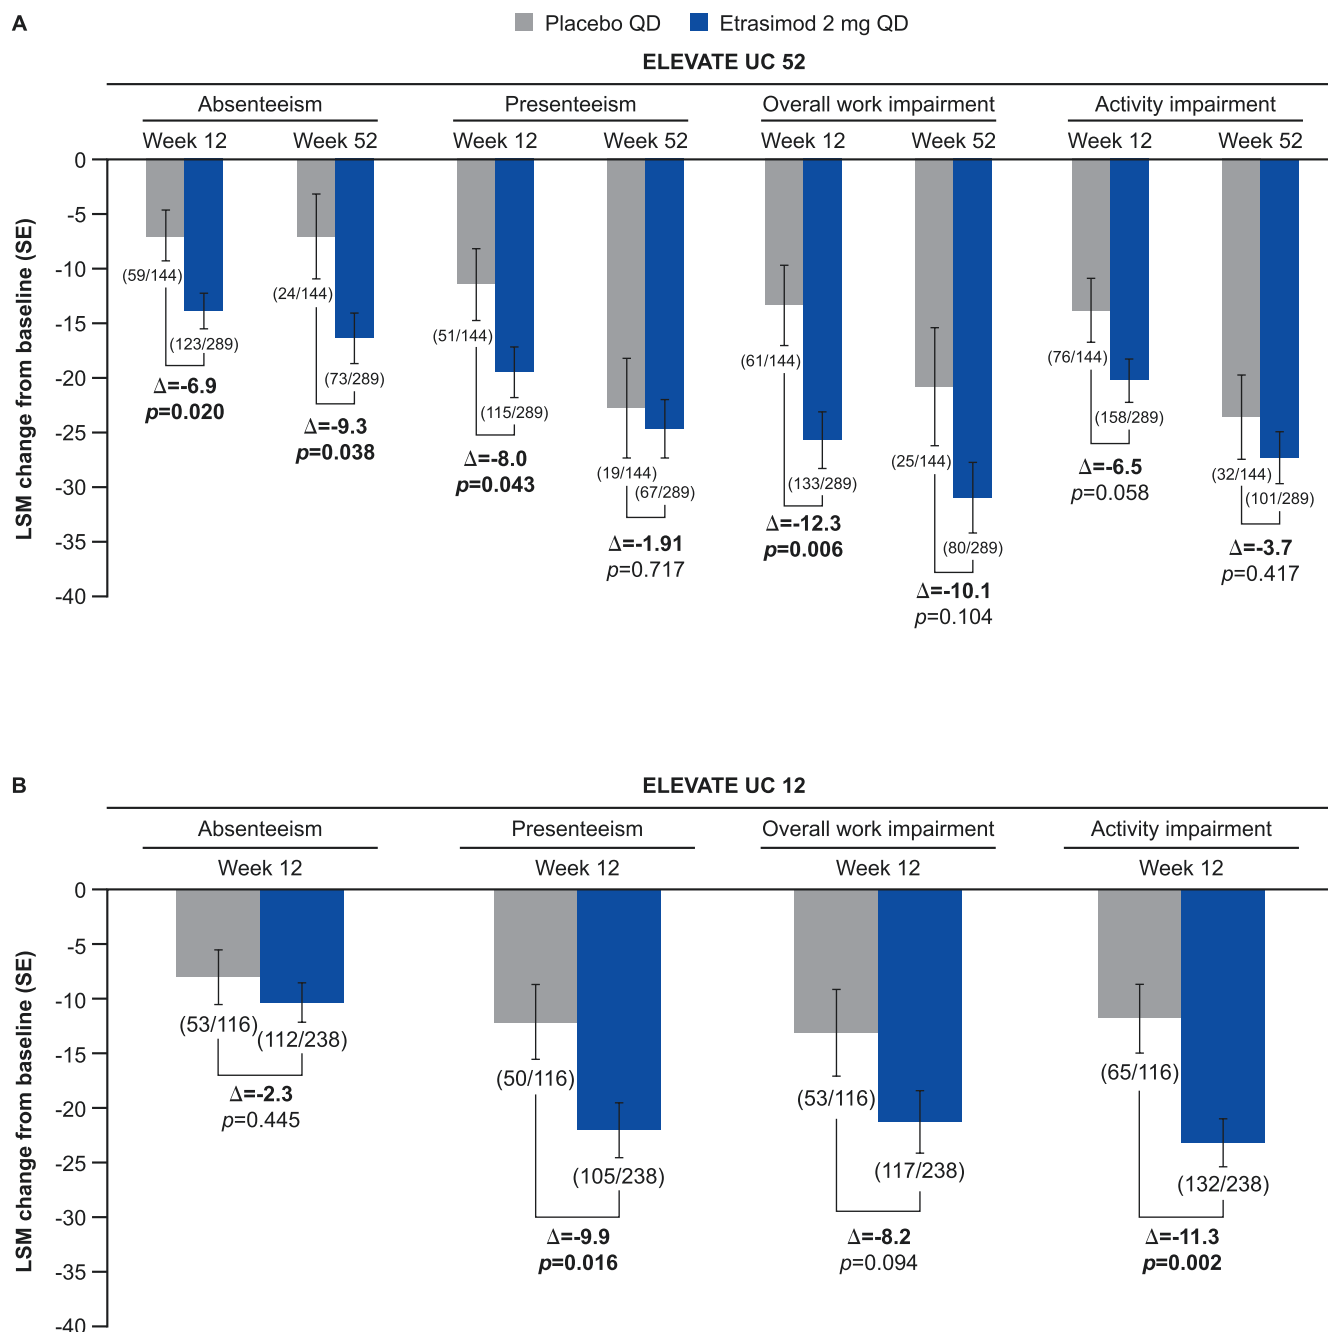 A
Placebo QD Etrasimod 2 mg QD
ELEVATE UC 52
Absenteeism Presenteeism Overall work impairment Activity impairment
Week 12 Week 52 Week 12 Week 52 Week 12 Week 52 Week 12 Week 52
LSM change from baseline (SE)
0
-5
-10
-15
-20
-25
-30
-35
-40
(59/144)
(123/289)
Δ=-6.9
p=0.020
(24/144)
(73/289)
Δ=-9.3
p=0.038
(51/144)
(115/289)
Δ=-8.0
p=0.043
(19/144)
(67/289)
Δ=-1.91
p=0.717
(61/144)
(133/289)
Δ=-12.3
p=0.006
(25/144)
(80/289)
Δ=-10.1
p=0.104
(76/144)
(158/289)
Δ=-6.5
p=0.058
(32/144)
(101/289)
Δ=-3.7
p=0.417
B
ELEVATE UC 12
Absenteeism Presenteeism Overall work impairment Activity impairment
Week 12 Week 12 Week 12 Week 12
LSM change from baseline (SE)
0
-5
-10
-15
-20
-25
-30
-35
-40
(53/116)
(112/238)
Δ=-2.3
p=0.445
(50/116)
(105/238)
Δ=-9.9
p=0.016
(53/116)
(117/238)
Δ=-8.2
p=0.094
(65/116)
(132/238)
Δ=-11.3
p=0.002